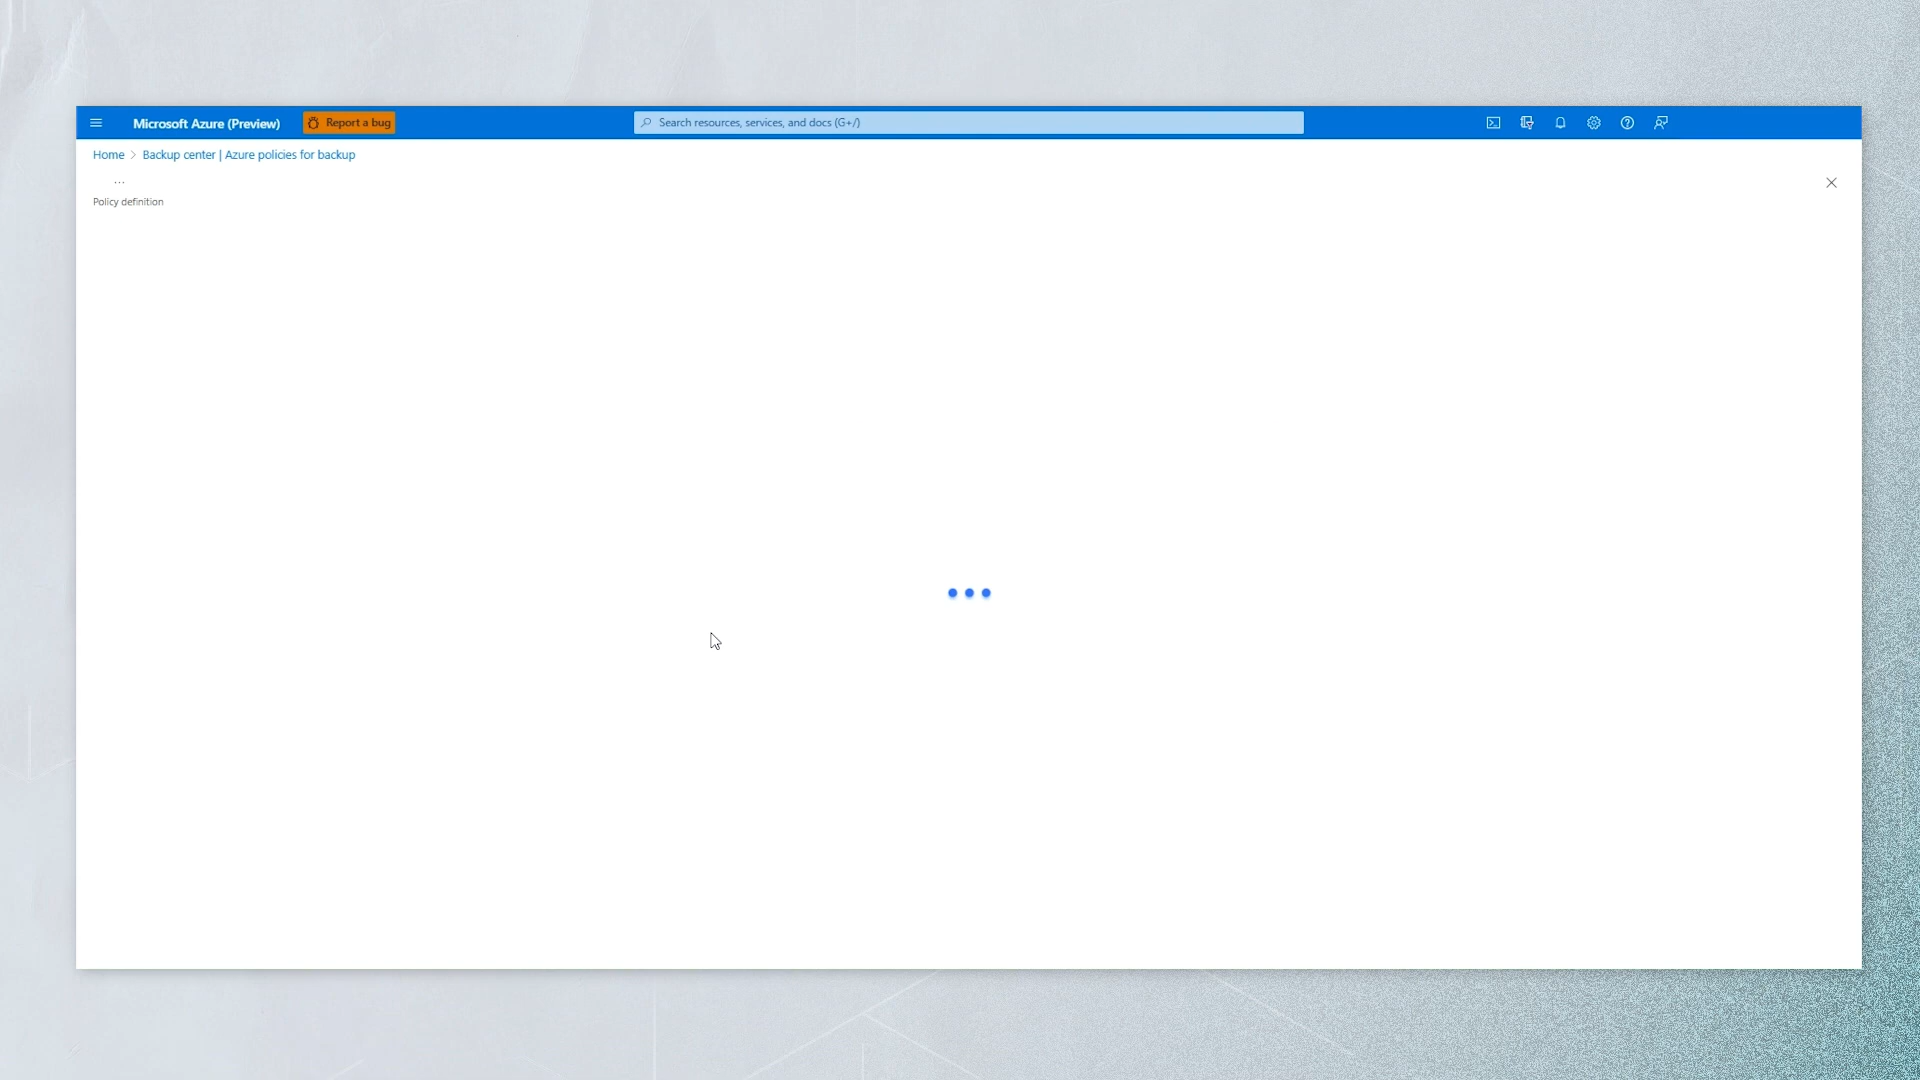 Microsoft Azure (Preview)
Report a bug
Search resources, services, and docs (G+/)
Home > Backup center | Azure policies for backup
...
Policy definition